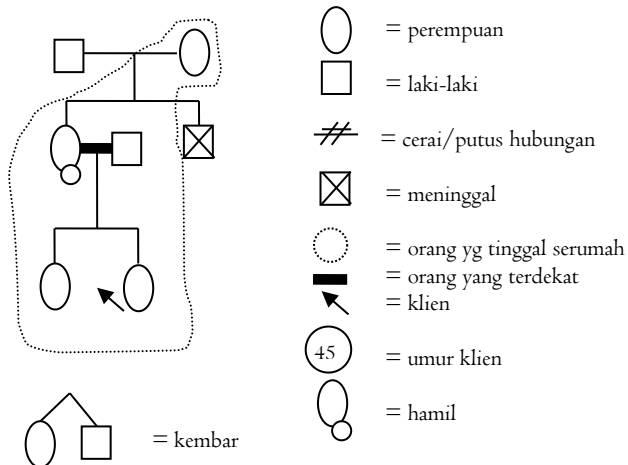 = perempuan
= laki-laki
= cerai/putus hubungan
= meninggal
= orang yg tinggal serumah
= orang yang terdekat
= klien
45 = umur klien
= hamil
= kembar